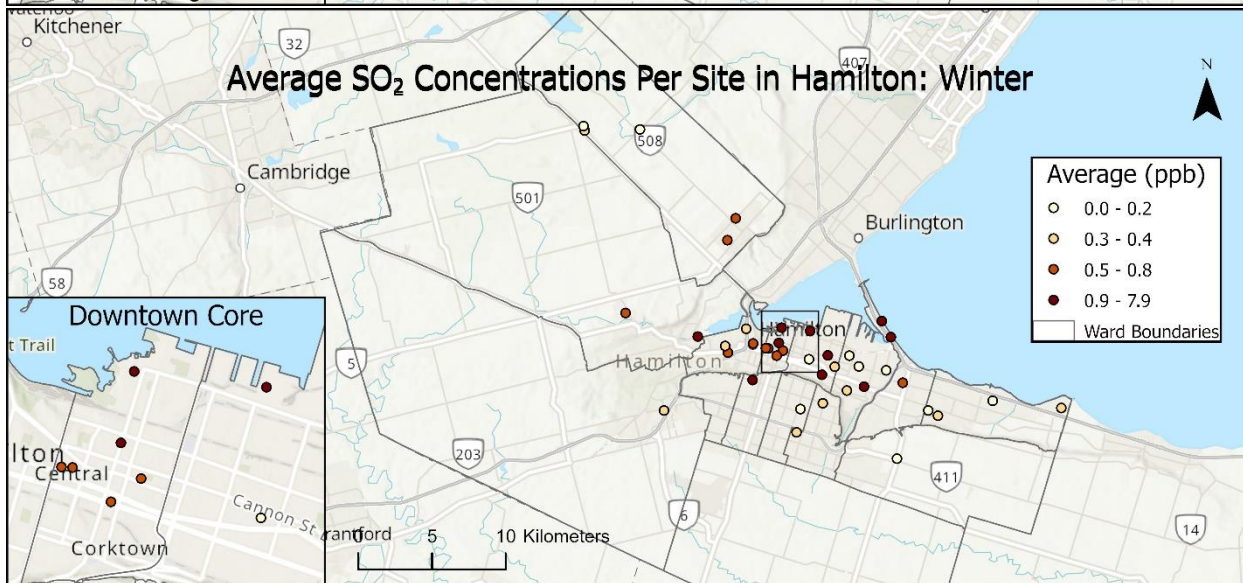 Kitchener
32
407
N
Average SO₂ Concentrations Per Site in Hamilton: Winter
508
Cambridge
501
Average (ppb)
0.0 - 0.2
0.3 - 0.4
0.5 - 0.8
0.9 - 7.9
Ward Boundaries
Burlington
58
Downtown Core
t Trail
Hamilton
5
Hamilton
lton
Central
203
411
Cannon St
rantford
6
14
Corktown
0 5 10 Kilometers